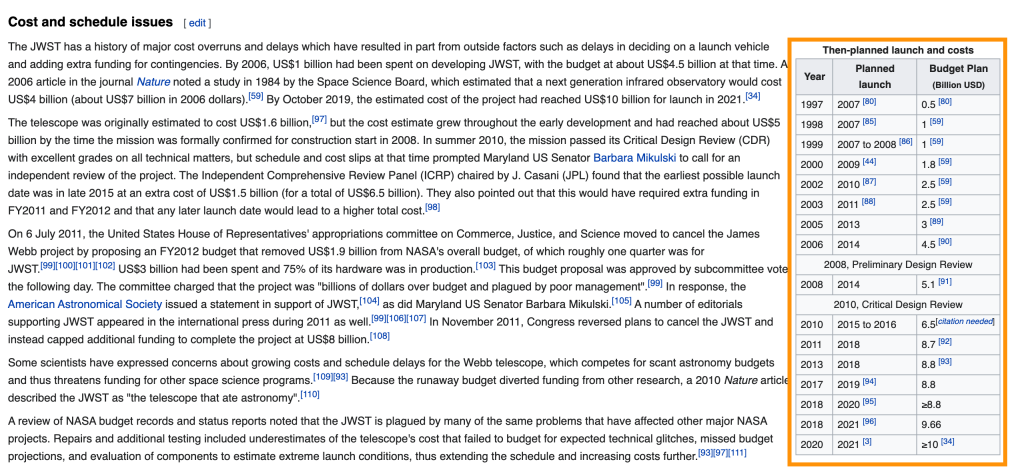 Cost and schedule issues [ edit ]
The JWST has a history of major cost overruns and delays which have resulted in part from outside factors such as delays in deciding on a launch vehicle
and adding extra funding for contingencies. By 2006, US$1 billion had been spent on developing JWST, with the budget at about US$4.5 billion at that time. A
2006 article in the journal Nature noted a study in 1984 by the Space Science Board, which estimated that a next generation infrared observatory would cost
US$4 billion (about US$7 billion in 2006 dollars).[59] By October 2019, the estimated cost of the project had reached US$10 billion for launch in 2021.[34]
The telescope was originally estimated to cost US$1.6 billion,[97] but the cost estimate grew throughout the early development and had reached about US$5
billion by the time the mission was formally confirmed for construction start in 2008. In summer 2010, the mission passed its Critical Design Review (CDR)
with excellent grades on all technical matters, but schedule and cost slips at that time prompted Maryland US Senator Barbara Mikulski to call for an
independent review of the project. The Independent Comprehensive Review Panel (ICRP) chaired by J. Casani (JPL) found that the earliest possible launch
date was in late 2015 at an extra cost of US$1.5 billion (for a total of US$6.5 billion). They also pointed out that this would have required extra funding in
FY2011 and FY2012 and that any later launch date would lead to a higher total cost.[98]
On 6 July 2011, the United States House of Representatives' appropriations committee on Commerce, Justice, and Science moved to cancel the James
Webb project by proposing an FY2012 budget that removed US$1.9 billion from NASA's overall budget, of which roughly one quarter was for
JWST.[99][100][101][102] US$3 billion had been spent and 75% of its hardware was in production.[103] This budget proposal was approved by subcommittee vote
the following day. The committee charged that the project was "billions of dollars over budget and plagued by poor management".[99] In response, the
American Astronomical Society issued a statement in support of JWST,[104] as did Maryland US Senator Barbara Mikulski.[105] A number of editorials
supporting JWST appeared in the international press during 2011 as well.[99][106][107] In November 2011, Congress reversed plans to cancel the JWST and
instead capped additional funding to complete the project at US$8 billion.[108]
Some scientists have expressed concerns about growing costs and schedule delays for the Webb telescope, which competes for scant astronomy budgets
and thus threatens funding for other space science programs.[109][93] Because the runaway budget diverted funding from other research, a 2010 Nature article
described the JWST as "the telescope that ate astronomy".[110]
A review of NASA budget records and status reports noted that the JWST is plagued by many of the same problems that have affected other major NASA
projects. Repairs and additional testing included underestimates of the telescope's cost that failed to budget for expected technical glitches, missed budget
projections, and evaluation of components to estimate extreme launch conditions, thus extending the schedule and increasing costs further.[93][97][111]
Then-planned launch and costs
Year Planned launch Budget Plan (Billion USD)
1997 2007 [80] 0.5 [80]
1998 2007 [85] 1 [59]
1999 2007 to 2008 [86] 1 [59]
2000 2009 [44] 1.8 [59]
2002 2010 [87] 2.5 [59]
2003 2011 [88] 2.5 [59]
2005 2013 3 [89]
2006 2014 4.5 [90]
2008, Preliminary Design Review
2008 2014 5.1 [91]
2010, Critical Design Review
2010 2015 to 2016 6.5[citation needed]
2011 2018 8.7 [92]
2013 2018 8.8 [93]
2017 2019 [94] 8.8
2018 2020 [95] ≥8.8
2018 2021 [96] 9.66
2020 2021 [3] ≥10 [34]